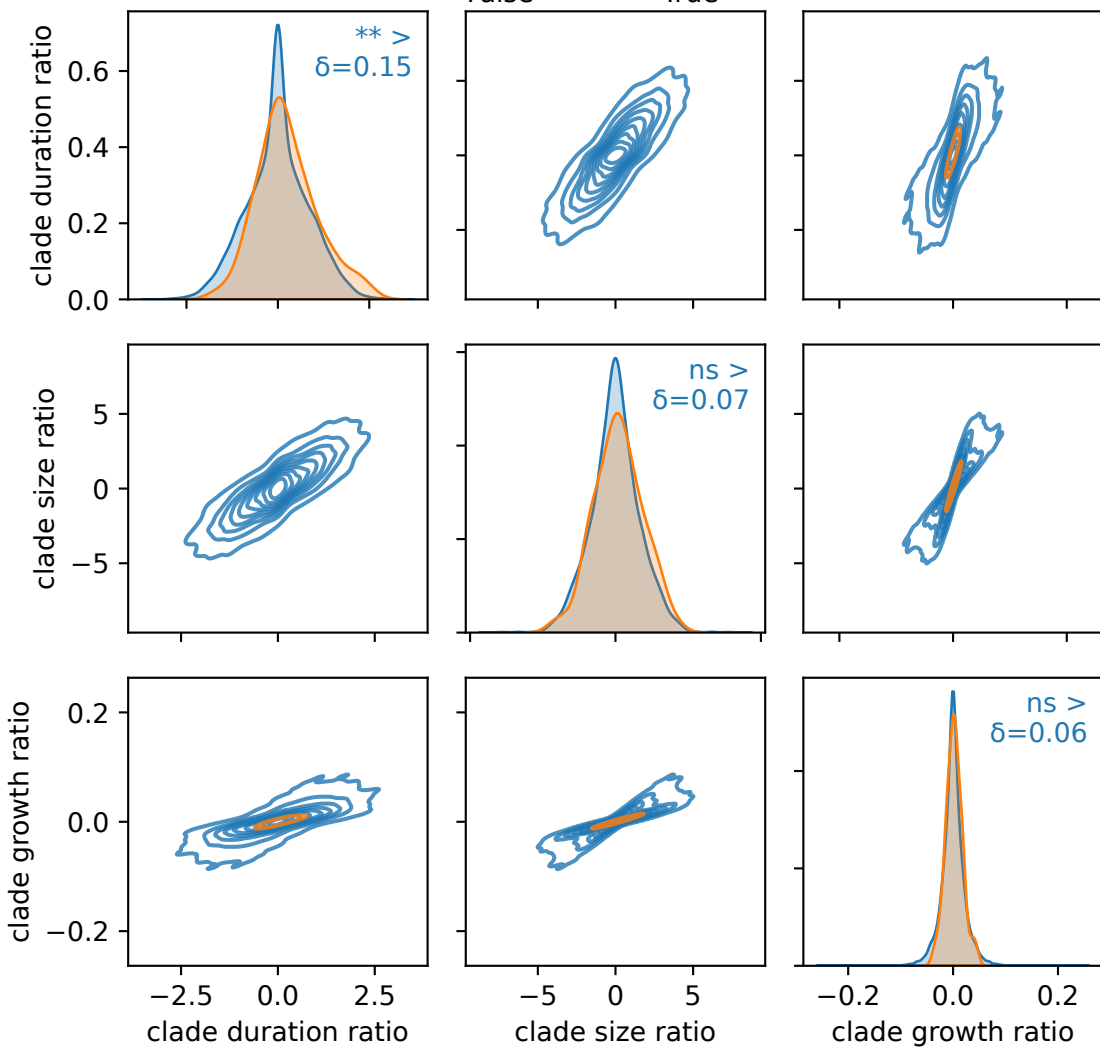 True
clade duration ratio
0.6
0.4
0.2
0.0
** >
δ=0.15
clade size ratio
5
0
−5
ns >
δ=0.07
clade growth ratio
0.2
0.0
−0.2
ns >
δ=0.06
−2.5 0.0 2.5
−5 0 5
−0.2 0.0 0.2
clade duration ratio
clade size ratio
clade growth ratio